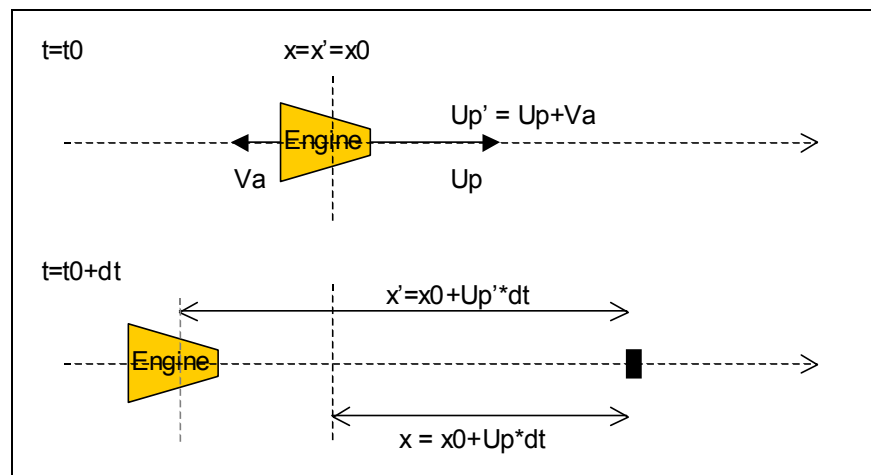 t=t0
x=x’=x0
Up’ = Up+Va
Engine
Va
Up
t=t0+dt
x’=x0+Up’*dt
Engine
x = x0+Up*dt